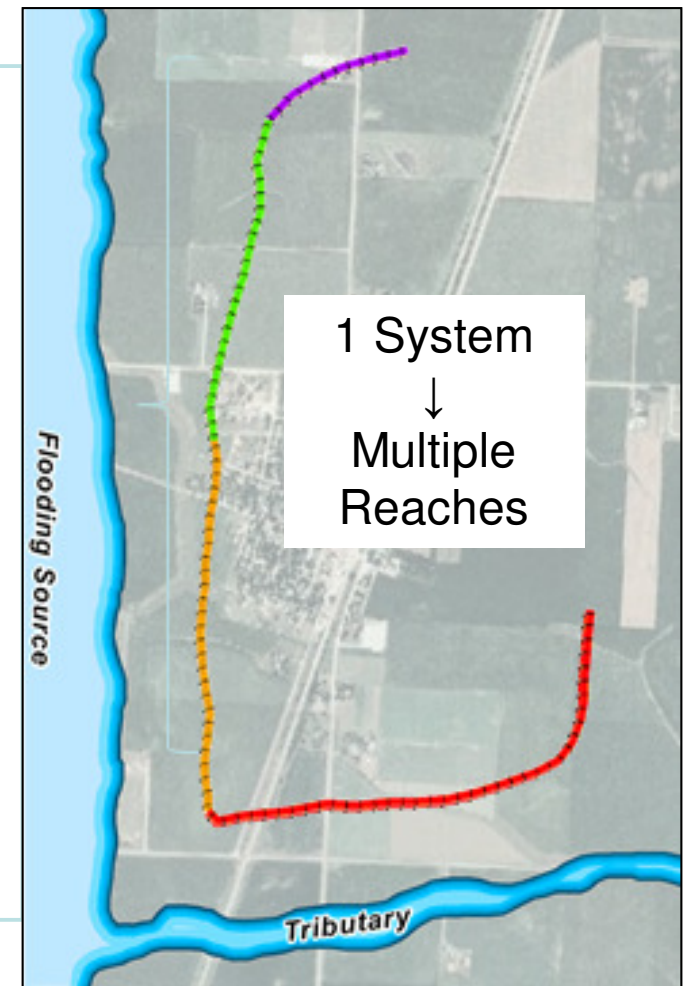 1 System
↓
Multiple
Reaches
Flooding Source
Tributary